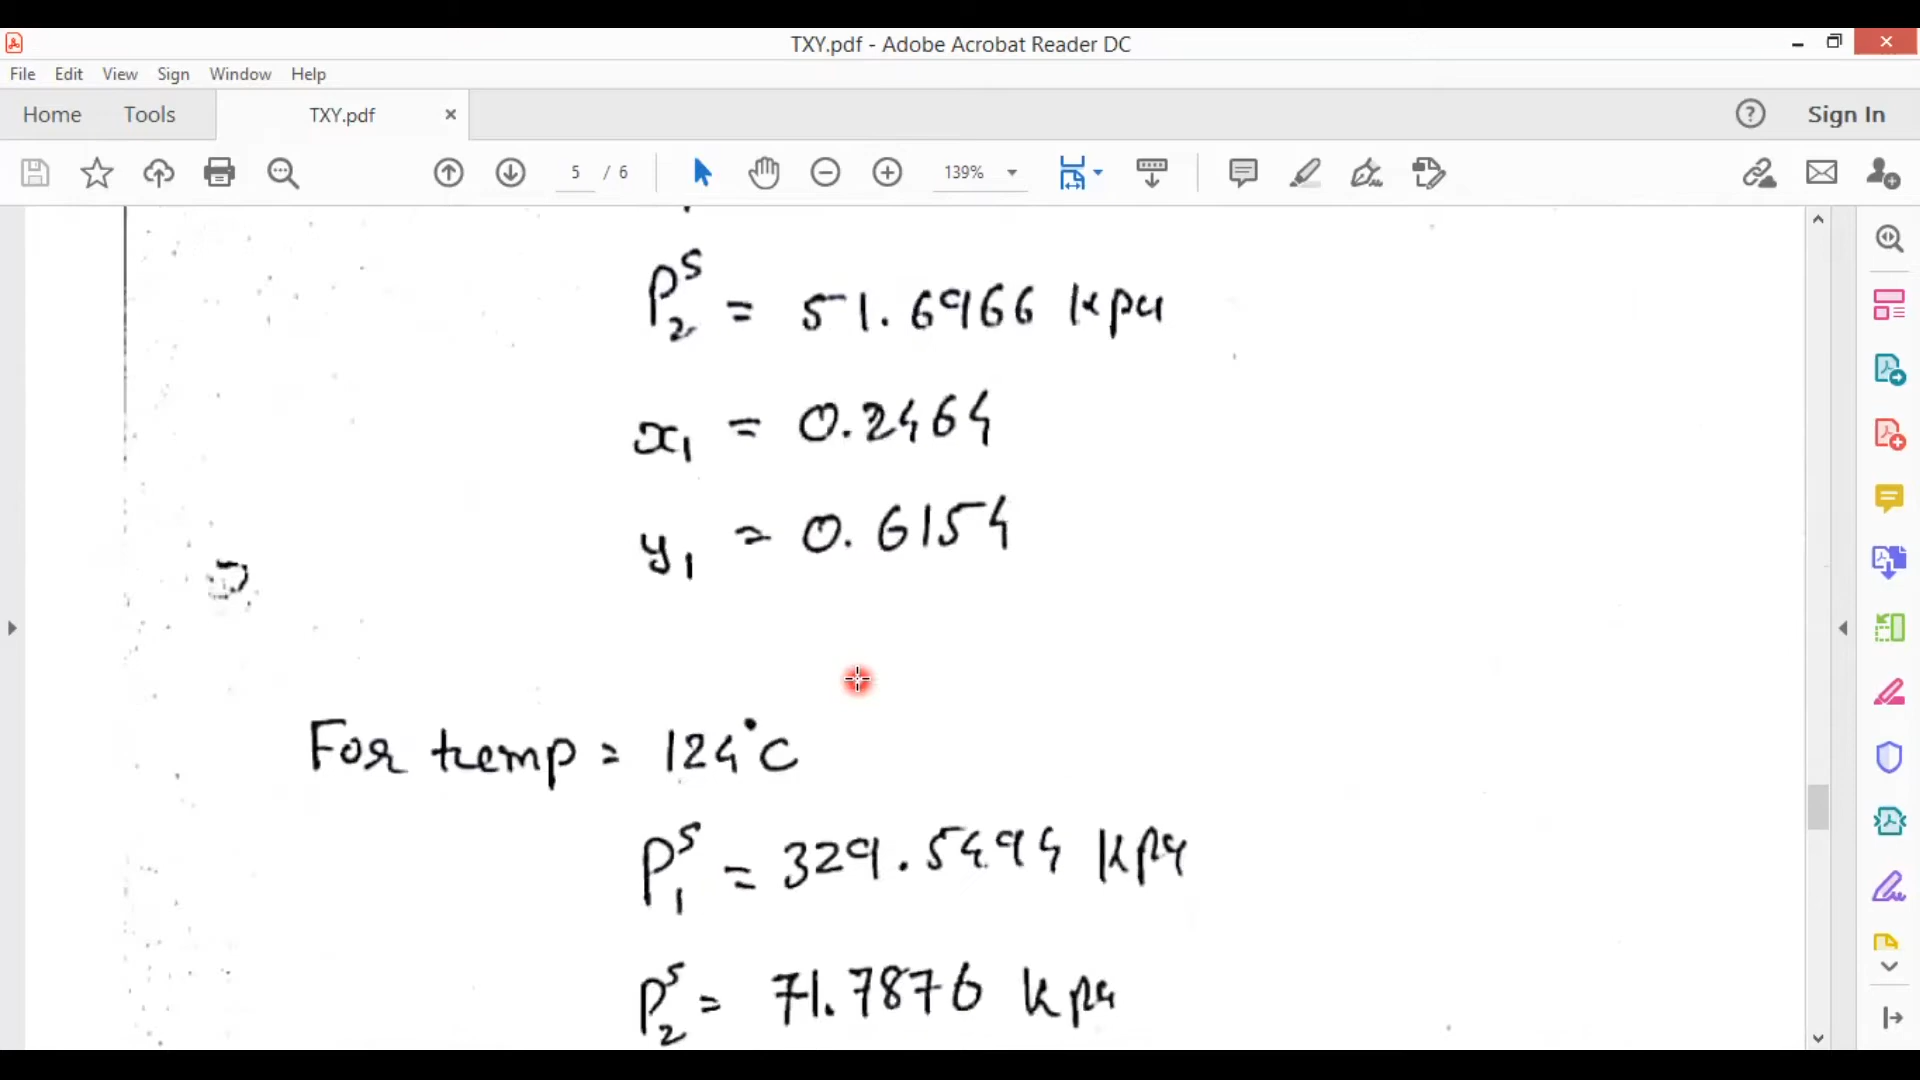 TXY.pdf - Adobe Acrobat Reader DC
File Edit View Sign Window Help
Home Tools TXY.pdf Sign In
5 / 6 139%
P₂ˢ = 51.6966 kpa
x₁ = 0.2464
y₁ = 0.6154
For temp = 124°C
P₁ˢ = 329.5494 kpa
P₂ˢ = 71.7876 kpa